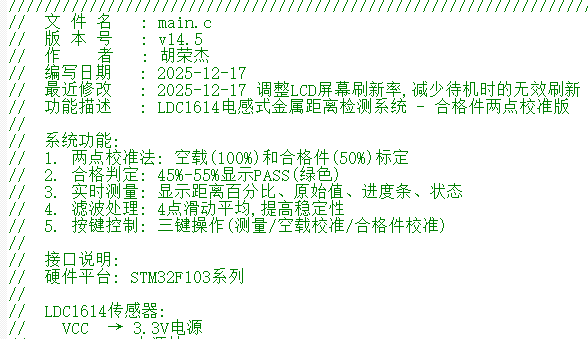 ////////////////////////////////////////////////////////////////////////////////
// 文 件 名   : main.c
// 版 本 号   : v14.5
// 作    者   : 胡荣杰
// 编写日期   : 2025-12-17
// 最近修改   : 2025-12-17 调整LCD屏幕刷新率,减少待机时的无效刷新
// 功能描述   : LDC1614电感式金属距离检测系统 - 合格件两点校准版
//
// 系统功能:
// 1. 两点校准法: 空载(100%)和合格件(50%)标定
// 2. 合格判定: 45%-55%显示PASS(绿色)
// 3. 实时测量: 显示距离百分比、原始值、进度条、状态
// 4. 滤波处理: 4点滑动平均,提高稳定性
// 5. 按键控制: 三键操作(测量/空载校准/合格件校准)
//
// 接口说明:
// 硬件平台: STM32F103系列
//
// LDC1614传感器:
//   VCC  → 3.3V电源